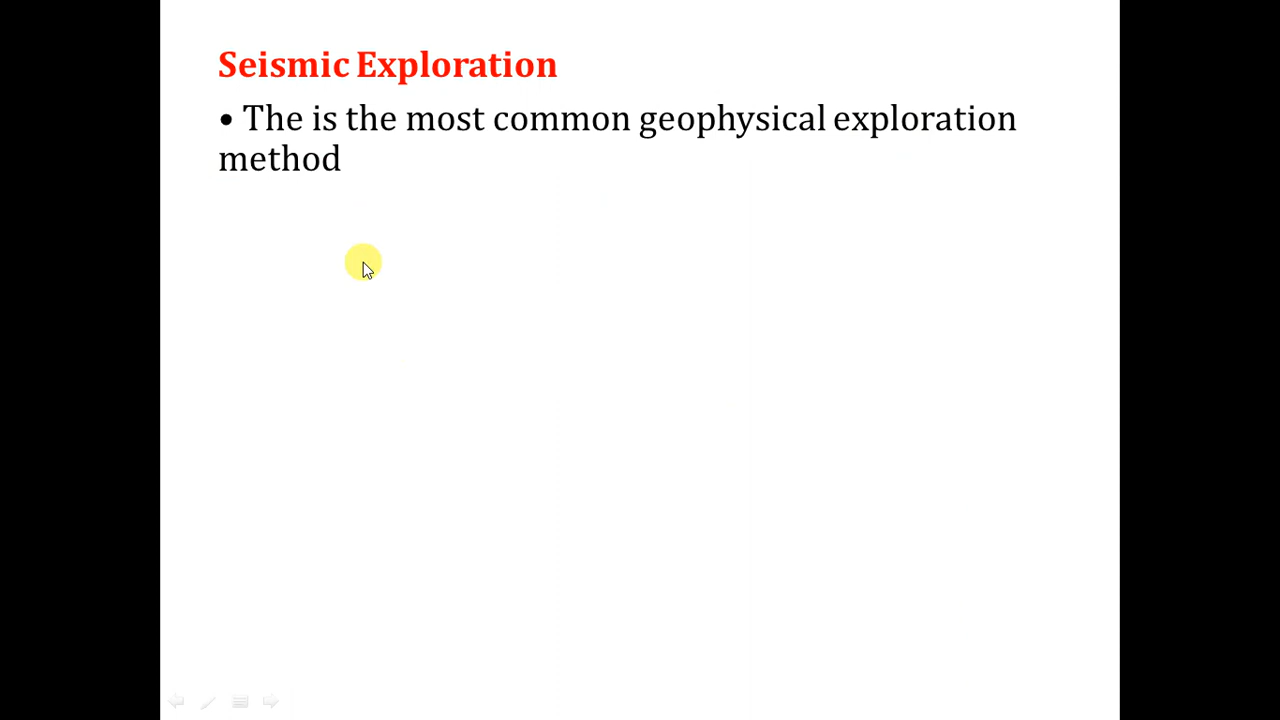 Seismic Exploration
• The is the most common geophysical exploration
method